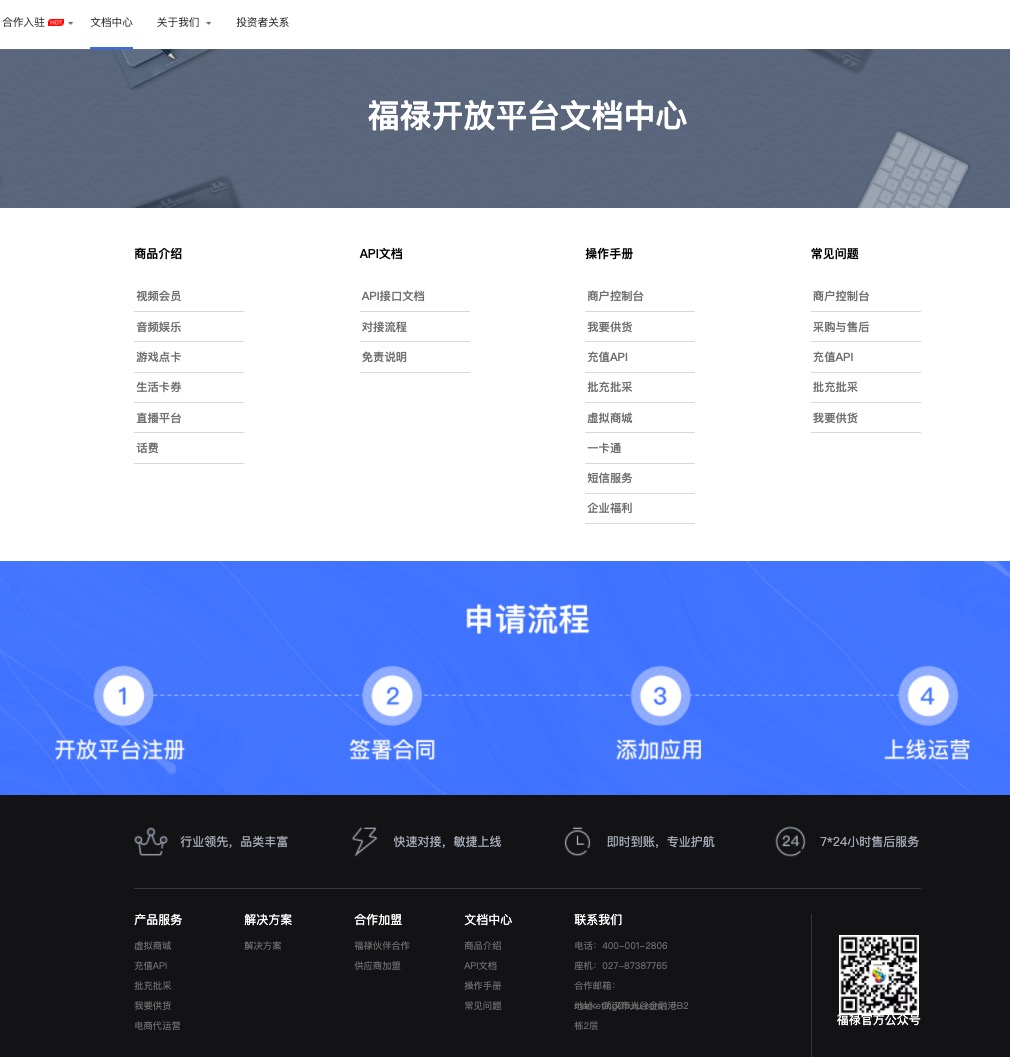 合作入驻 HOT 文档中心 关于我们 投资者关系
福禄开放平台文档中心
商品介绍
视频会员
音频娱乐
游戏点卡
生活卡券
直播平台
话费
API文档
API接口文档
对接流程
免责说明
操作手册
商户控制台
我要供货
充值API
批充批采
虚拟商城
一卡通
短信服务
企业福利
常见问题
商户控制台
采购与售后
充值API
批充批采
我要供货
申请流程
1
开放平台注册
2
签署合同
3
添加应用
4
上线运营
行业领先，品类丰富
快速对接，敏捷上线
即时到账，专业护航
24 7*24小时售后服务
产品服务
虚拟商城
充值API
批充批采
我要供货
电商代运营
解决方案
解决方案
合作加盟
福禄伙伴合作
供应商加盟
文档中心
商品介绍
API文档
操作手册
常见问题
联系我们
电话：400-001-2806
座机：027-87387765
合作邮箱：
金融港B2
栋2层
福禄官方公众号